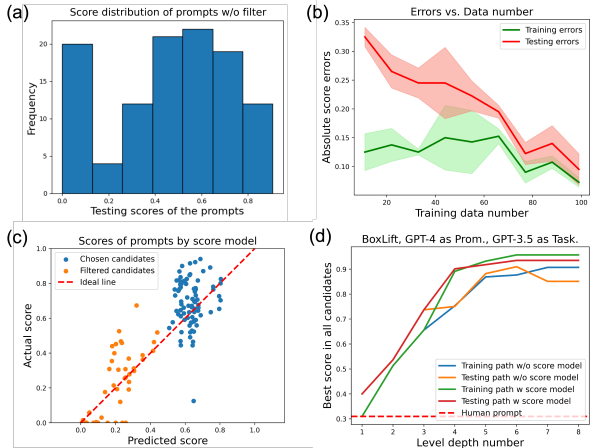 (a)
Score distribution of prompts w/o filter
Frequency
20
15
10
5
0
0.0 0.2 0.4 0.6 0.8
Testing scores of the prompts
(b)
Errors vs. Data number
Training errors
Testing errors
Absolute score errors
0.35
0.30
0.25
0.20
0.15
0.10
20 40 60 80 100
Training data number
(c)
Scores of prompts by score model
Chosen candidates
Filtered candidates
Ideal line
Actual score
1.0
0.8
0.6
0.4
0.2
0.0
0.0 0.2 0.4 0.6 0.8 1.0
Predicted score
(d)
BoxLift, GPT-4 as Prom., GPT-3.5 as Task.
Best score in all candidates
0.9
0.8
0.7
0.6
0.5
0.4
0.3
Training path w/o score model
Testing path w/o score model
Training path w score model
Testing path w score model
Human prompt
1 2 3 4 5 6 7 8
Level depth number